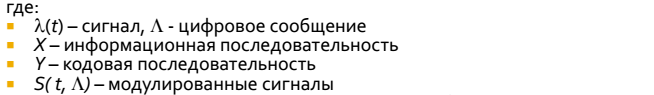 где:
▪ λ(t) – сигнал, Λ - цифровое сообщение
▪ X – информационная последовательность
▪ Y – кодовая последовательность
▪ S( t, Λ) – модулированные сигналы